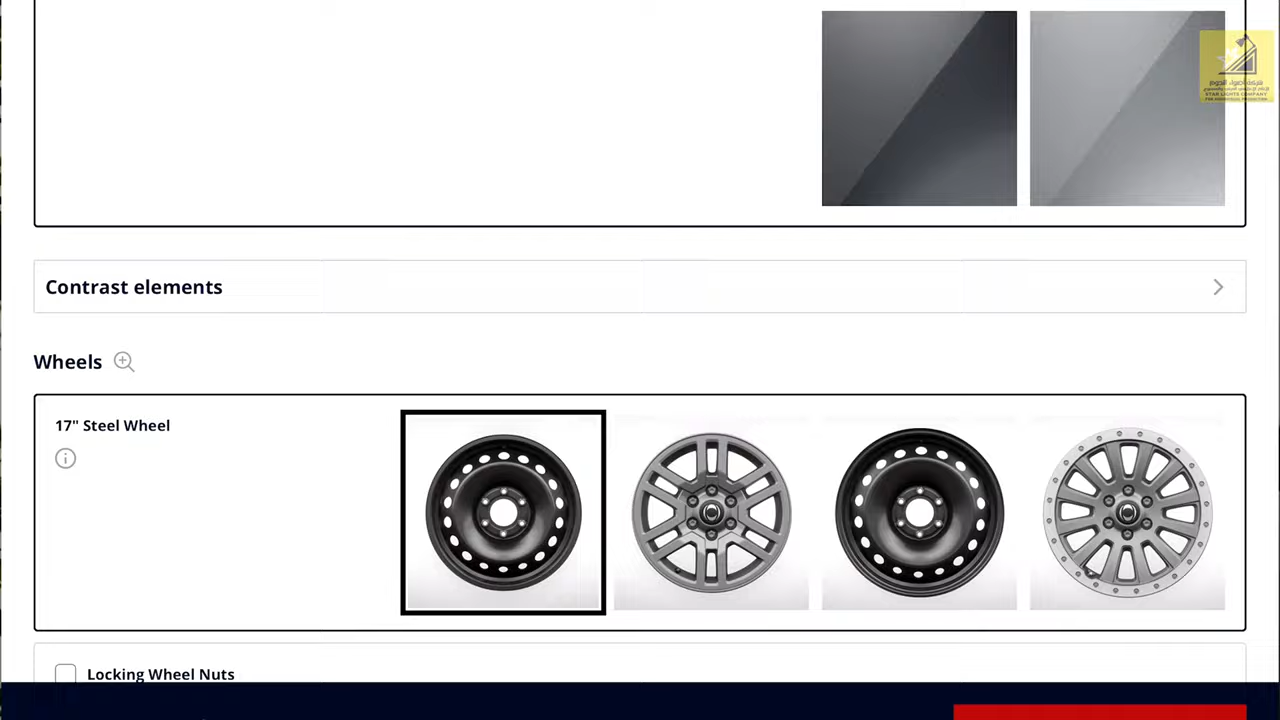 STAR LIGHTS COMPANY
Contrast elements
Wheels
17" Steel Wheel
Locking Wheel Nuts